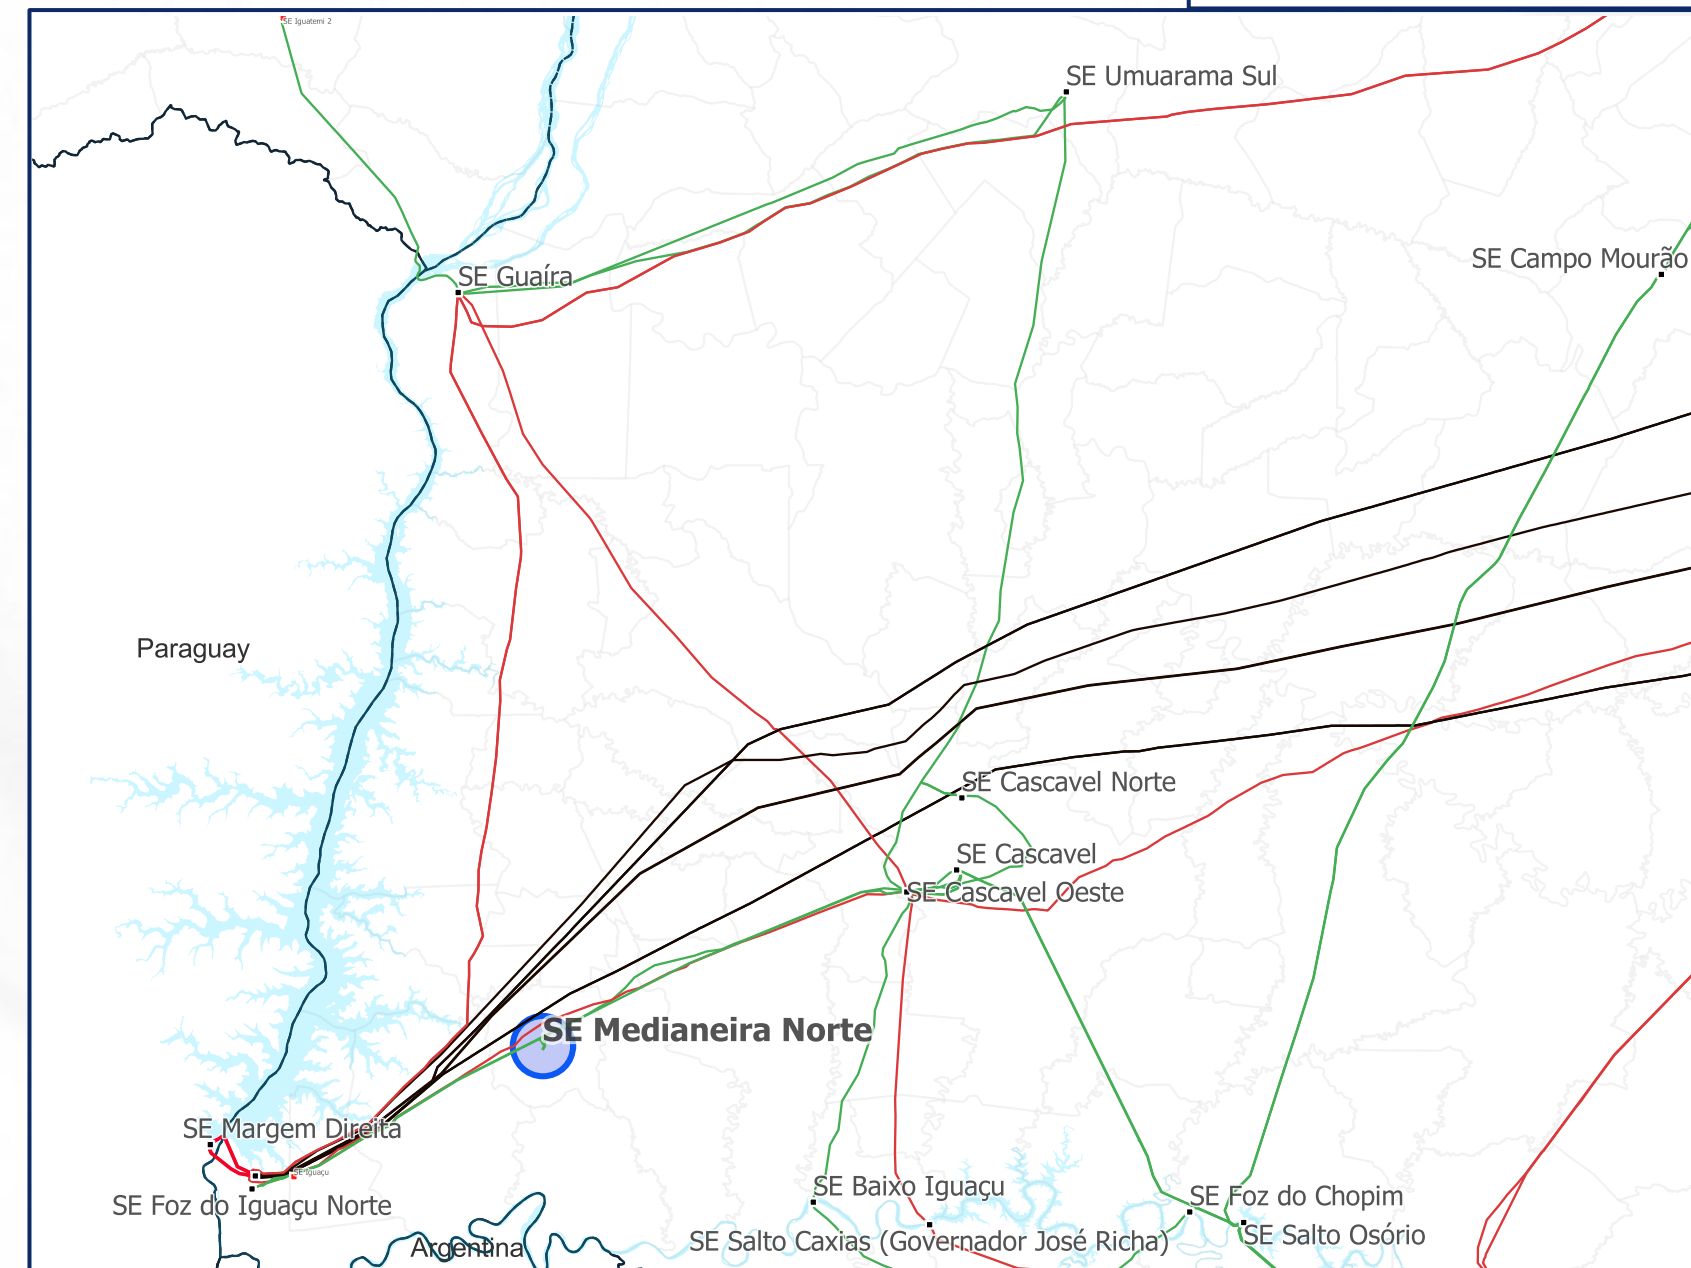 SE Iguatemi 2
SE Umuarama Sul
SE Campo Mourão
SE Guaíra
Paraguay
SE Cascavel Norte
SE Cascavel
SE Cascavel Oeste
SE Medianeira Norte
SE Margem Direita
SE Iguaçu
SE Foz do Iguaçu Norte
SE Baixo Iguaçu
SE Foz do Chopim
SE Salto Osório
SE Salto Caxias (Governador José Richa)
Argentina